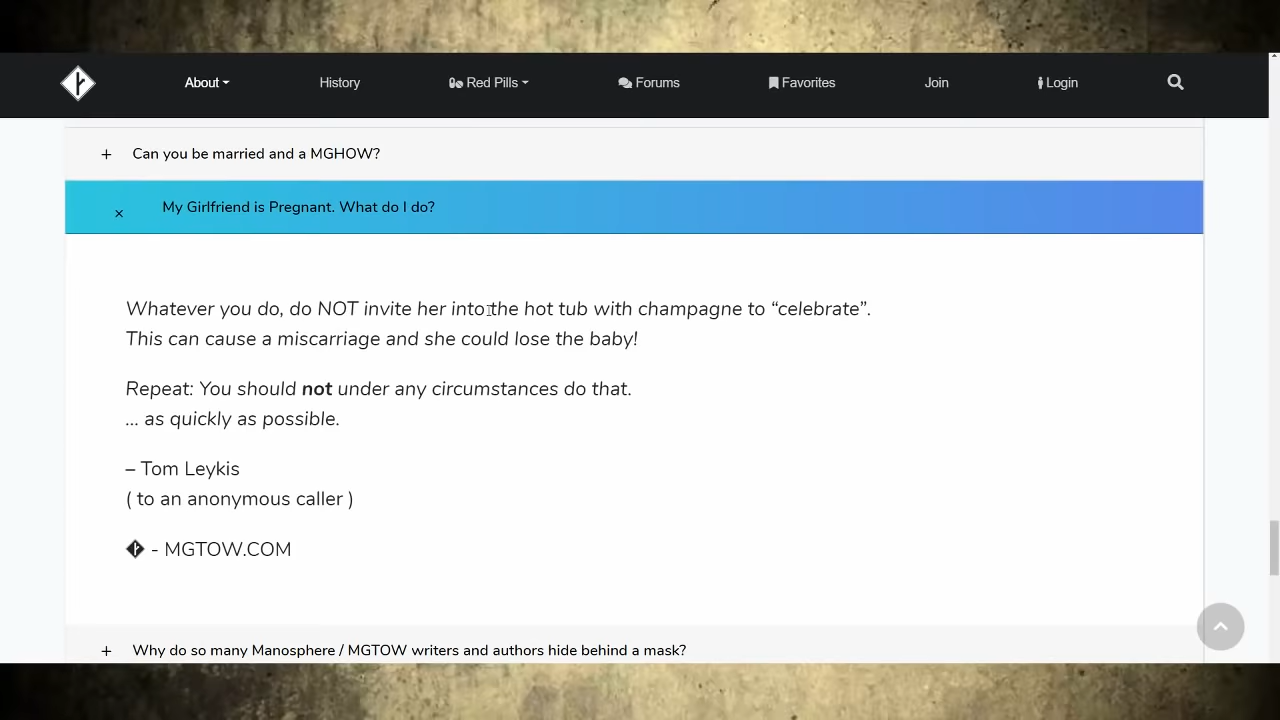 About
History
Red Pills
Forums
Favorites
Join
Login
+ Can you be married and a MGHOW?
× My Girlfriend is Pregnant. What do I do?
Whatever you do, do NOT invite her into the hot tub with champagne to “celebrate”.
This can cause a miscarriage and she could lose the baby!
Repeat: You should not under any circumstances do that.
... as quickly as possible.
– Tom Leykis
( to an anonymous caller )
- MGTOW.COM
+ Why do so many Manosphere / MGTOW writers and authors hide behind a mask?